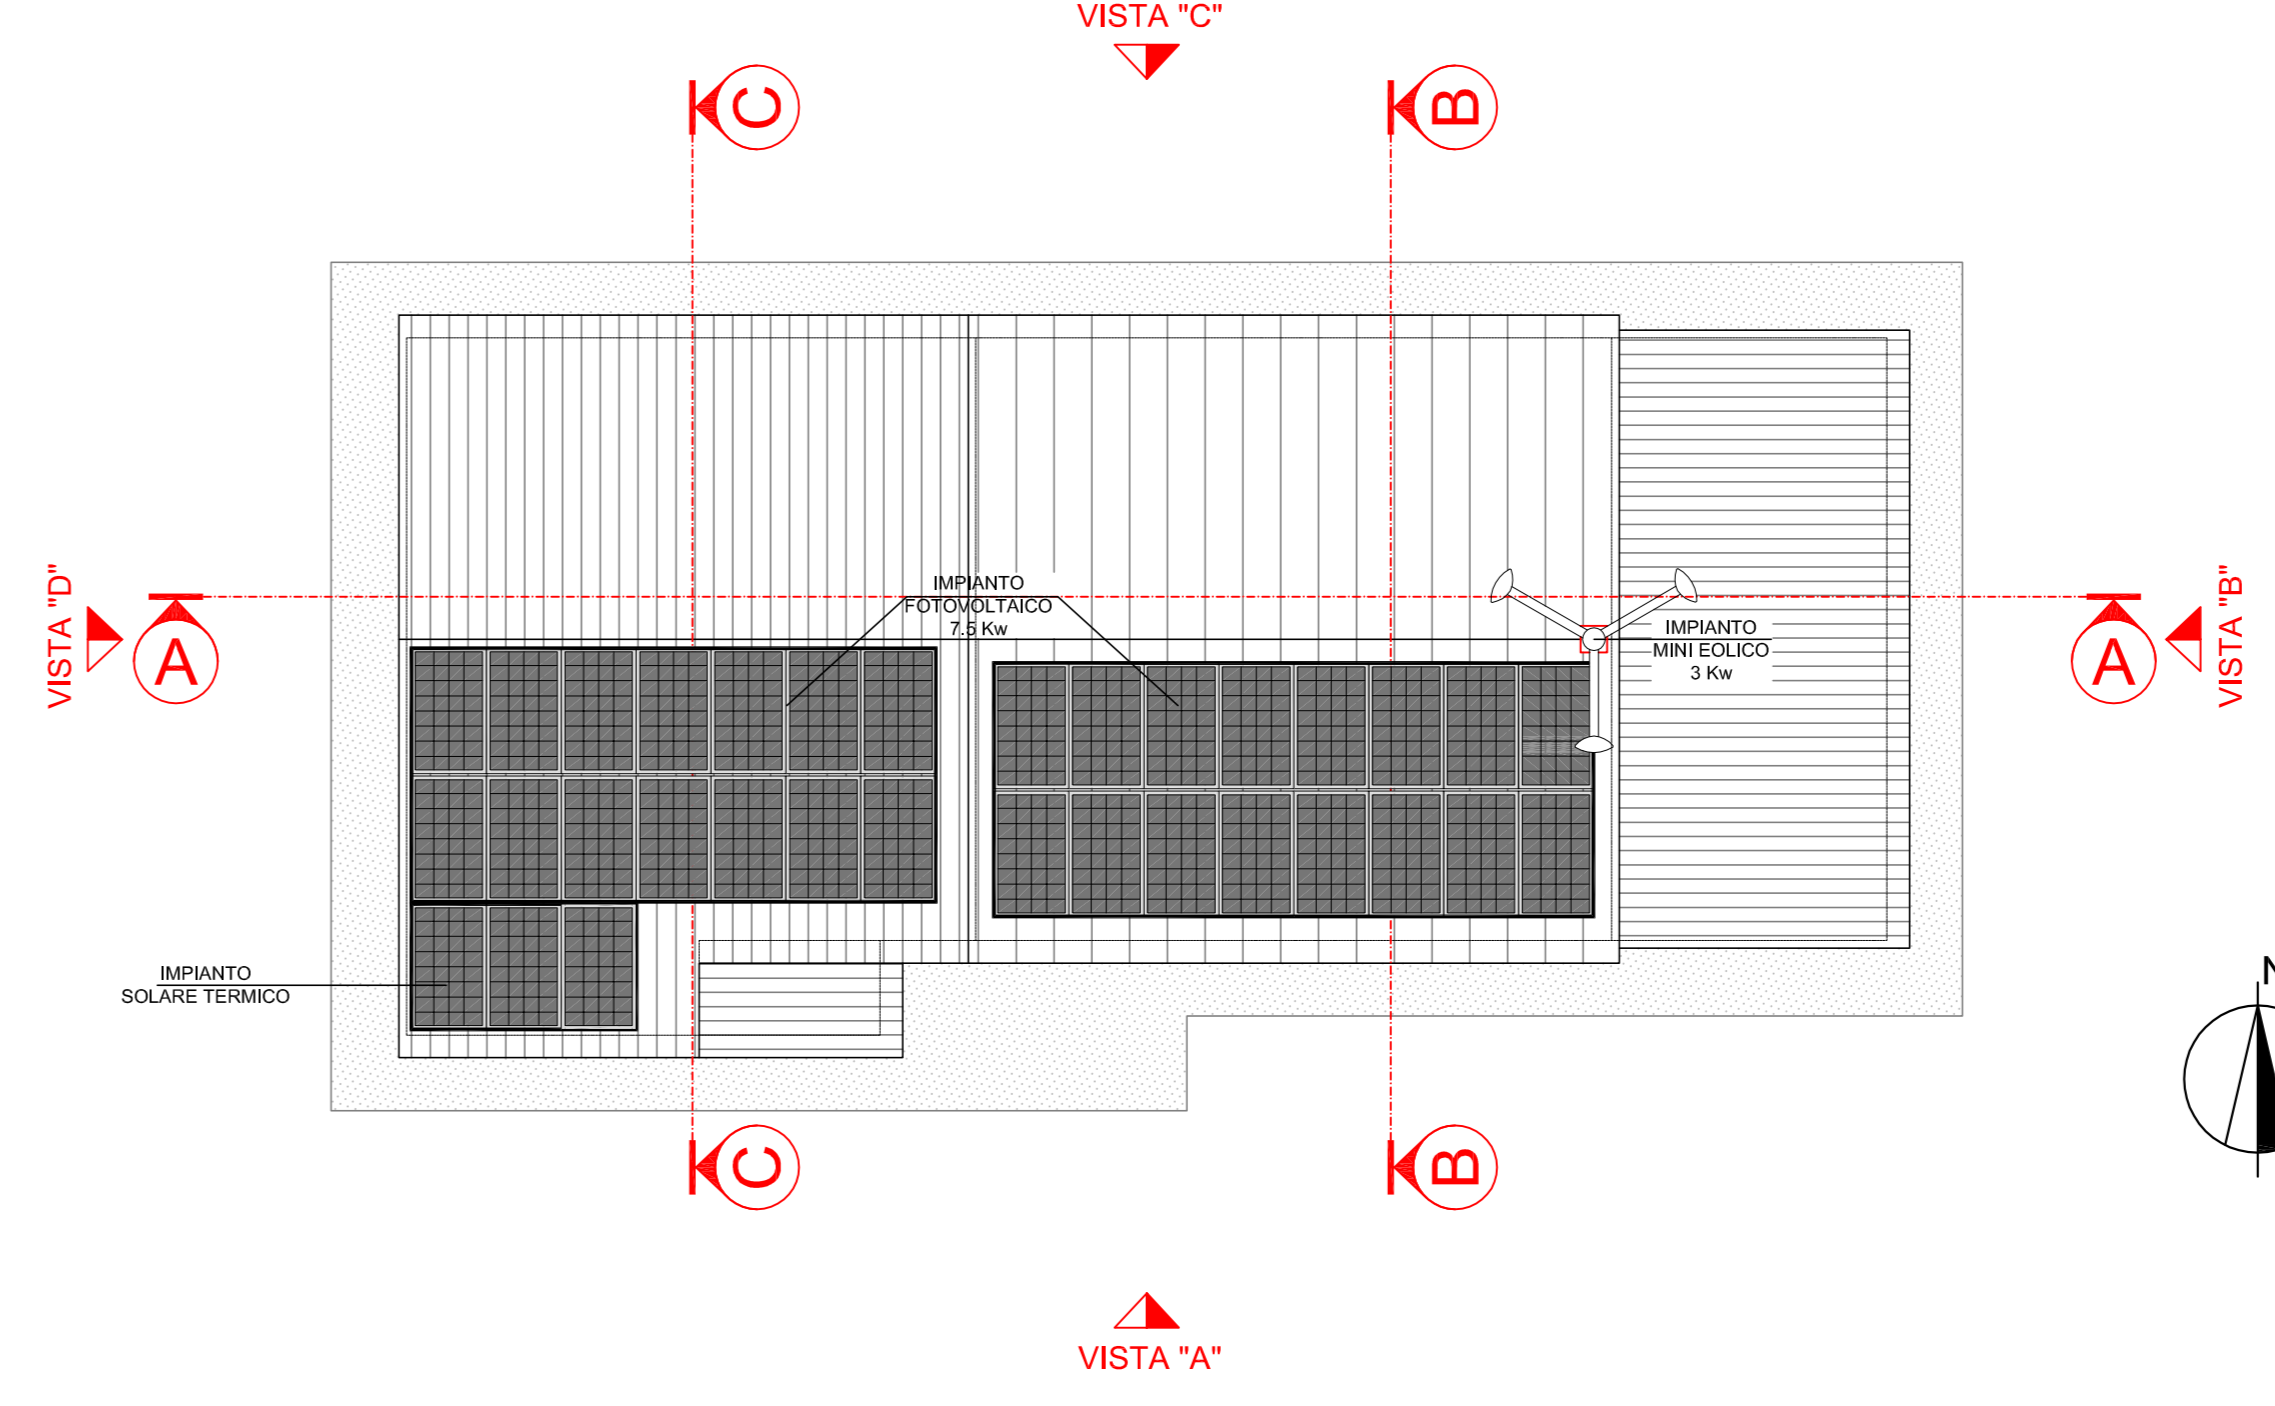 VISTA "C"
C
B
IMPIANTO
FOTOVOLTAICO
7.5 Kw
VISTA "D"
A
IMPIANTO
MINI EOLICO
3 Kw
A
VISTA "B"
IMPIANTO
SOLARE TERMICO
N
C
B
VISTA "A"